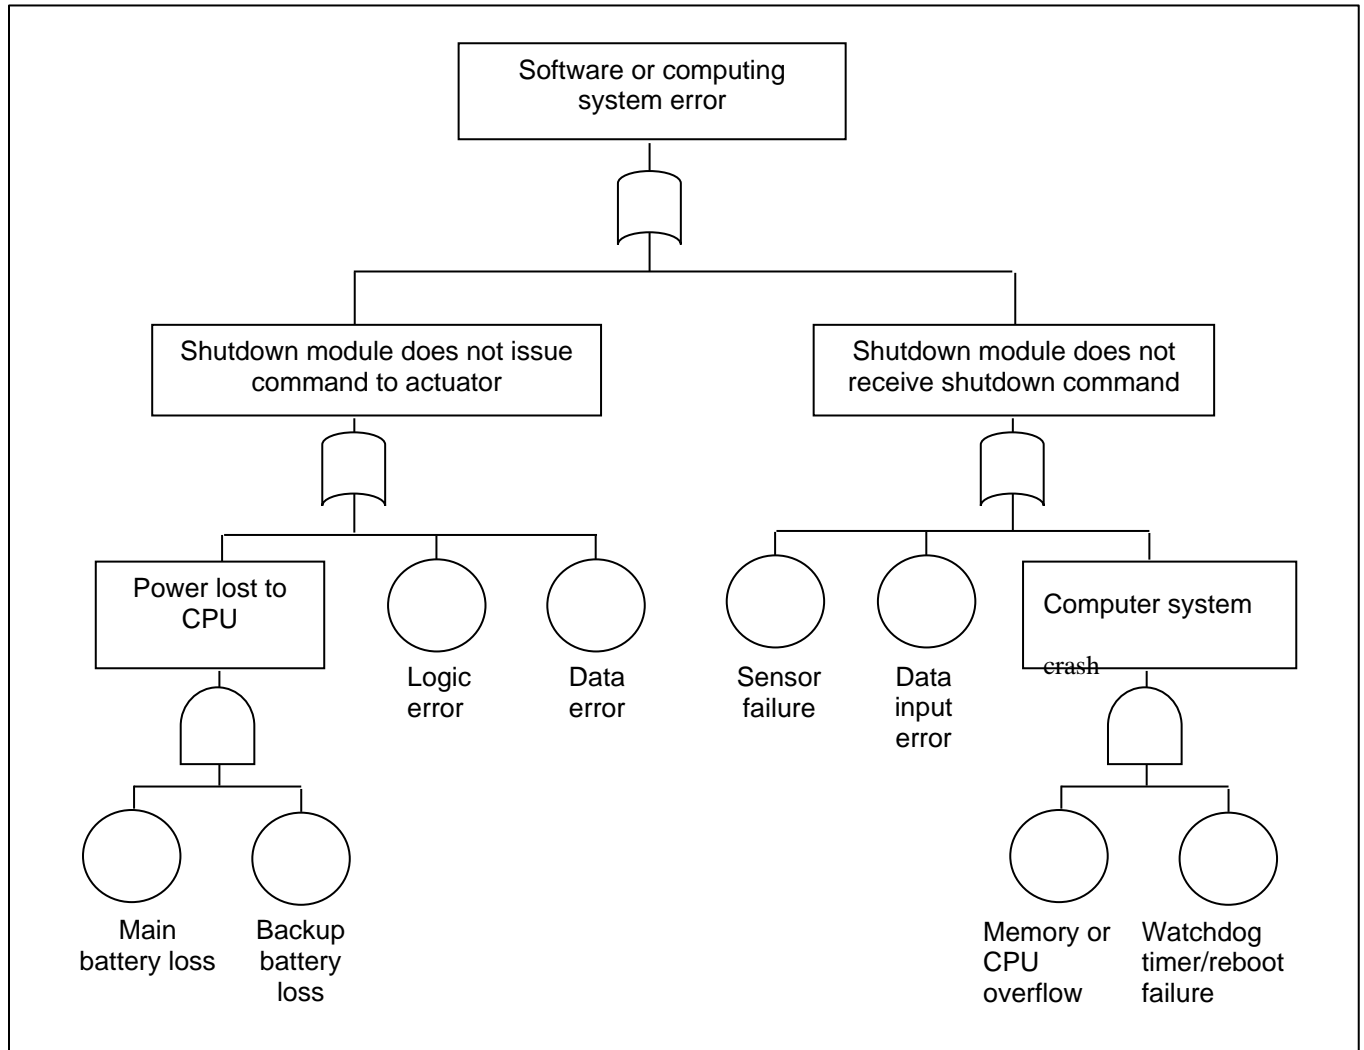 Software or computing
system error
Shutdown module does not issue
command to actuator
Shutdown module does not
receive shutdown command
Power lost to
CPU
Logic
error
Data
error
Sensor
failure
Data
input
error
Computer system
crash
Main
battery loss
Backup
battery
loss
Memory or
CPU
overflow
Watchdog
timer/reboot
failure